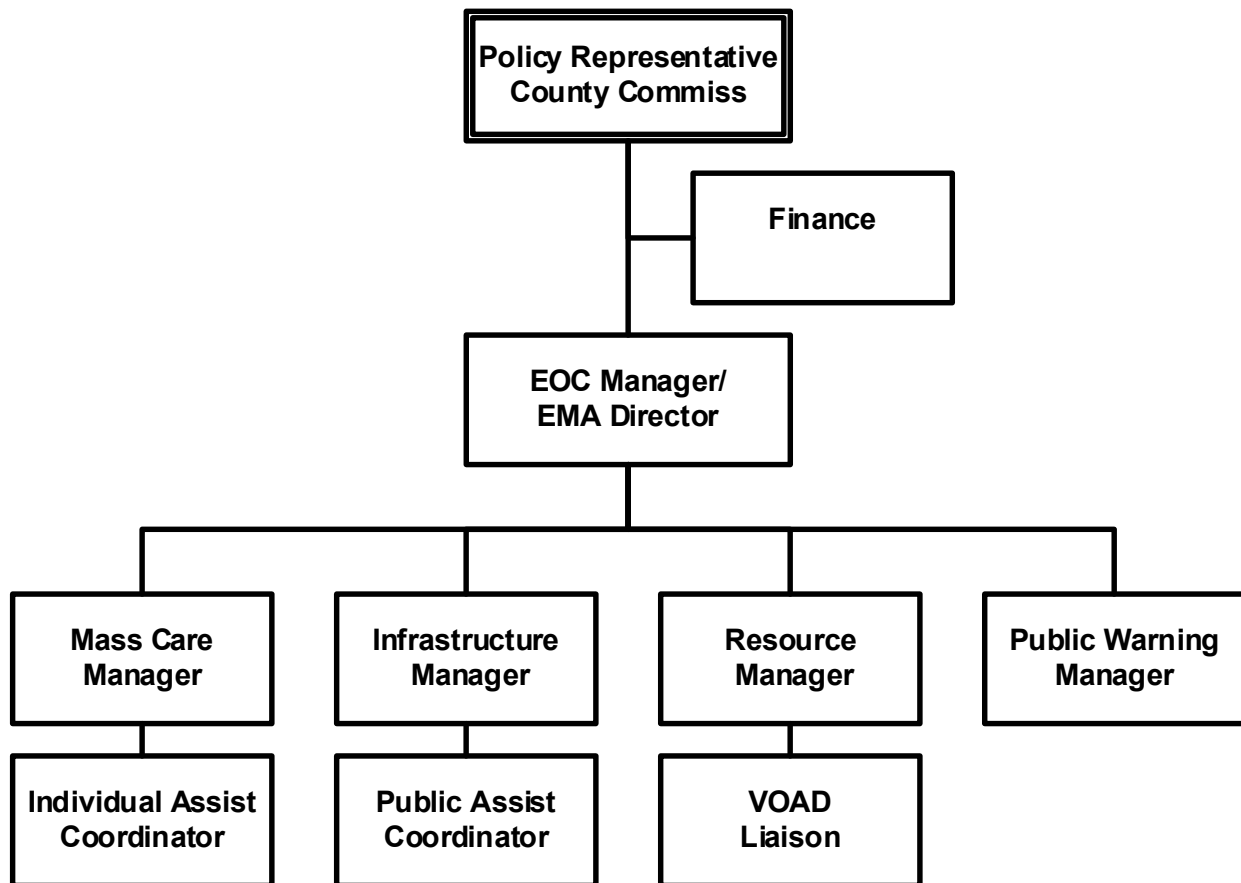 Policy Representative
County Commiss
Finance
EOC Manager/
EMA Director
Mass Care
Manager
Infrastructure
Manager
Resource
Manager
Public Warning
Manager
Individual Assist
Coordinator
Public Assist
Coordinator
VOAD
Liaison